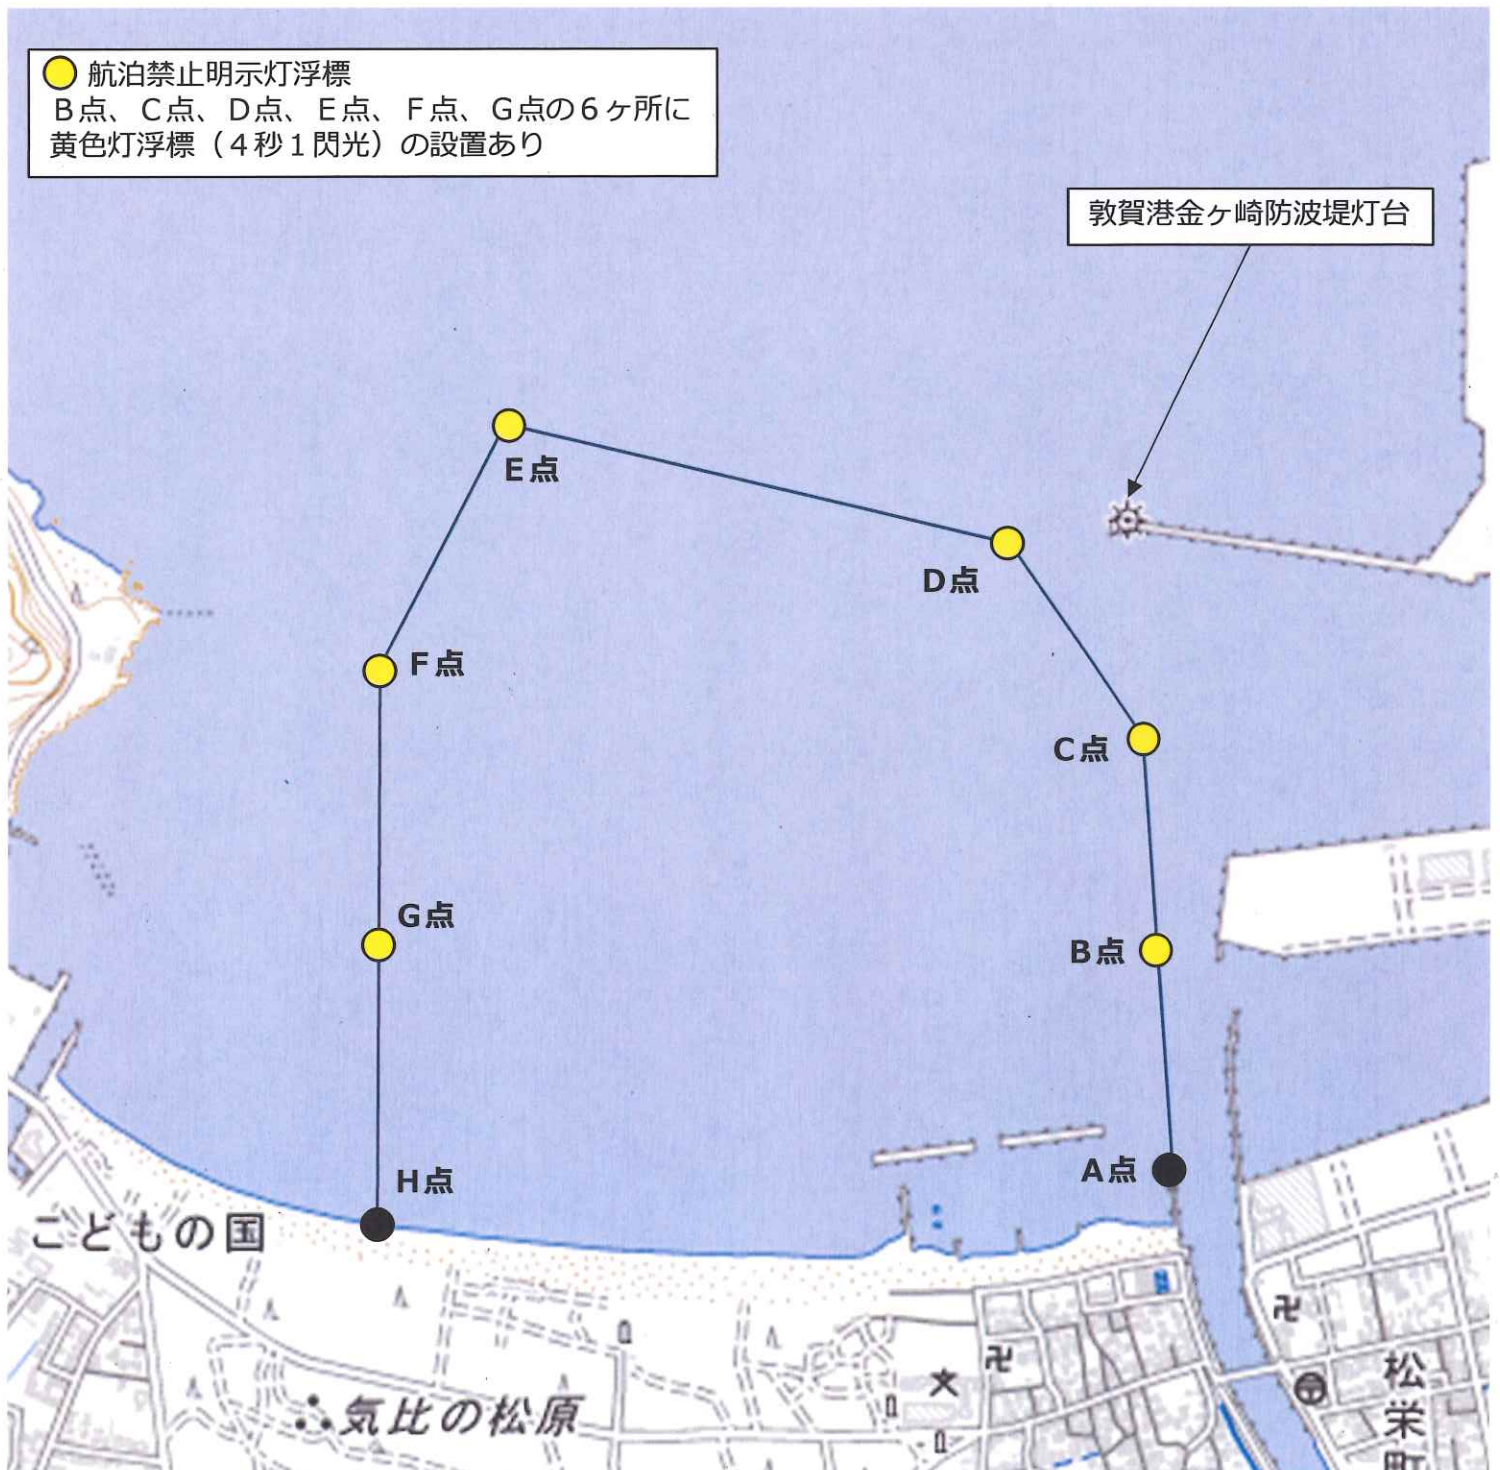 航泊禁止明示灯浮標
B点、C点、D点、E点、F点、G点の6ヶ所に
黄色灯浮標（4秒1閃光）の設置あり
敦賀港金ヶ崎防波堤灯台
E点
D点
F点
C点
G点
B点
A点
H点
こどもの国
気比の松原
松栄町